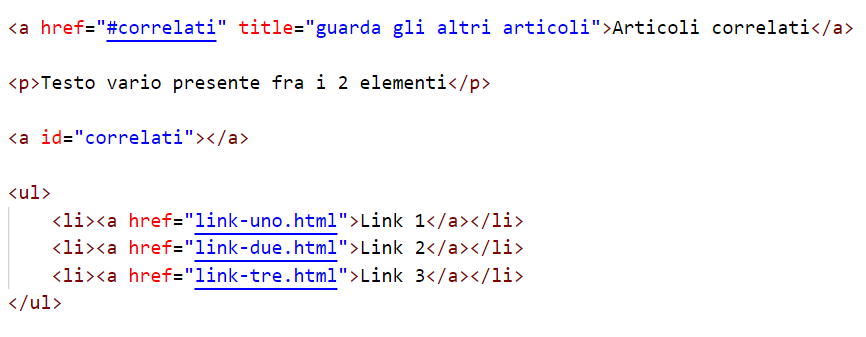 <a href="#correlati" title="guarda gli altri articoli">Articoli correlati</a>
<p>Testo vario presente fra i 2 elementi</p>
<a id="correlati"></a>
<ul>
<li><a href="link-uno.html">Link 1</a></li>
<li><a href="link-due.html">Link 2</a></li>
<li><a href="link-tre.html">Link 3</a></li>
</ul>